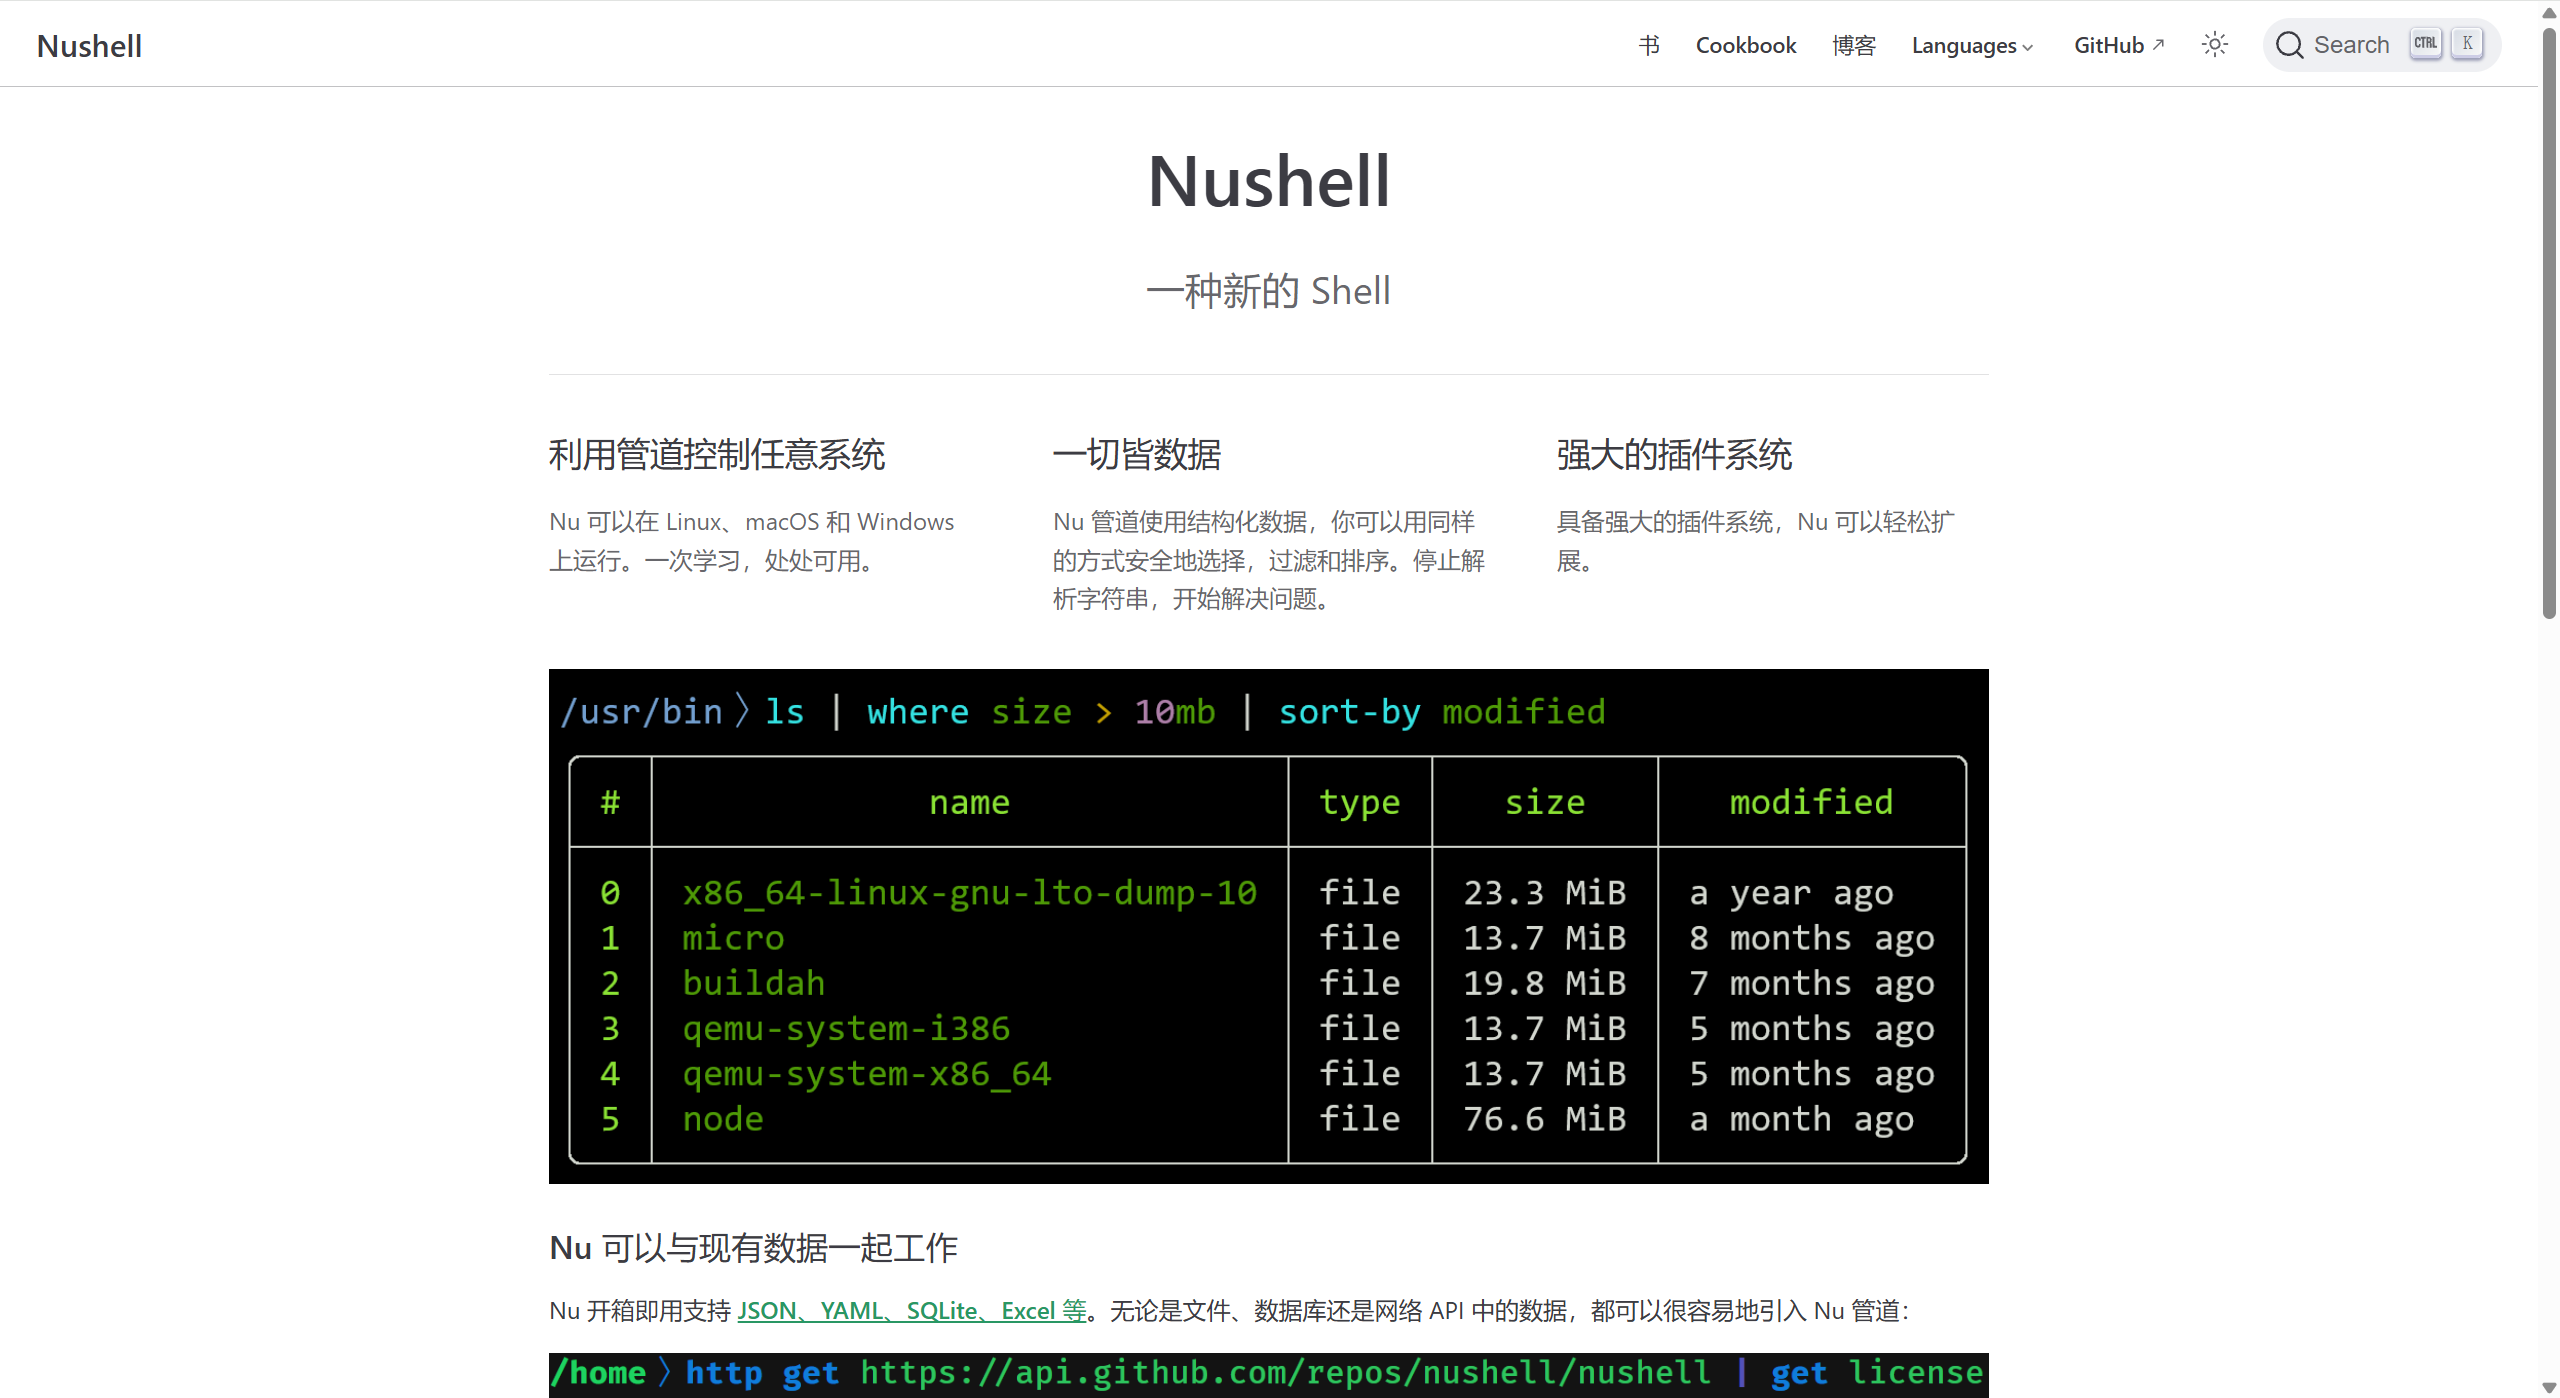 Nushell
书 Cookbook 博客 Languages GitHub Search CTRL K
Nushell
一种新的 Shell
利用管道控制任意系统
Nu 可以在 Linux、macOS 和 Windows
上运行。一次学习，处处可用。
一切皆数据
Nu 管道使用结构化数据，你可以用同样
的方式安全地选择，过滤和排序。停止解
析字符串，开始解决问题。
强大的插件系统
具备强大的插件系统，Nu 可以轻松扩
展。
/usr/bin〉ls | where size > 10mb | sort-by modified
# name type size modified
0 x86_64-linux-gnu-lto-dump-10 file 23.3 MiB a year ago
1 micro file 13.7 MiB 8 months ago
2 buildah file 19.8 MiB 7 months ago
3 qemu-system-i386 file 13.7 MiB 5 months ago
4 qemu-system-x86_64 file 13.7 MiB 5 months ago
5 node file 76.6 MiB a month ago
Nu 可以与现有数据一起工作
Nu 开箱即用支持 JSON、YAML、SQLite、Excel 等。无论是文件、数据库还是网络 API 中的数据，都可以很容易地引入 Nu 管道：
/home〉http get https://api.github.com/repos/nushell/nushell | get license